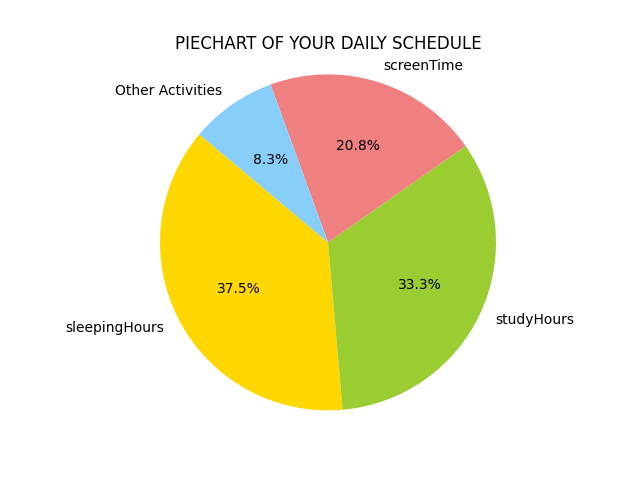 PIECHART OF YOUR DAILY SCHEDULE
screenTime
Other Activities
20.8%
8.3%
37.5%
33.3%
sleepingHours
studyHours